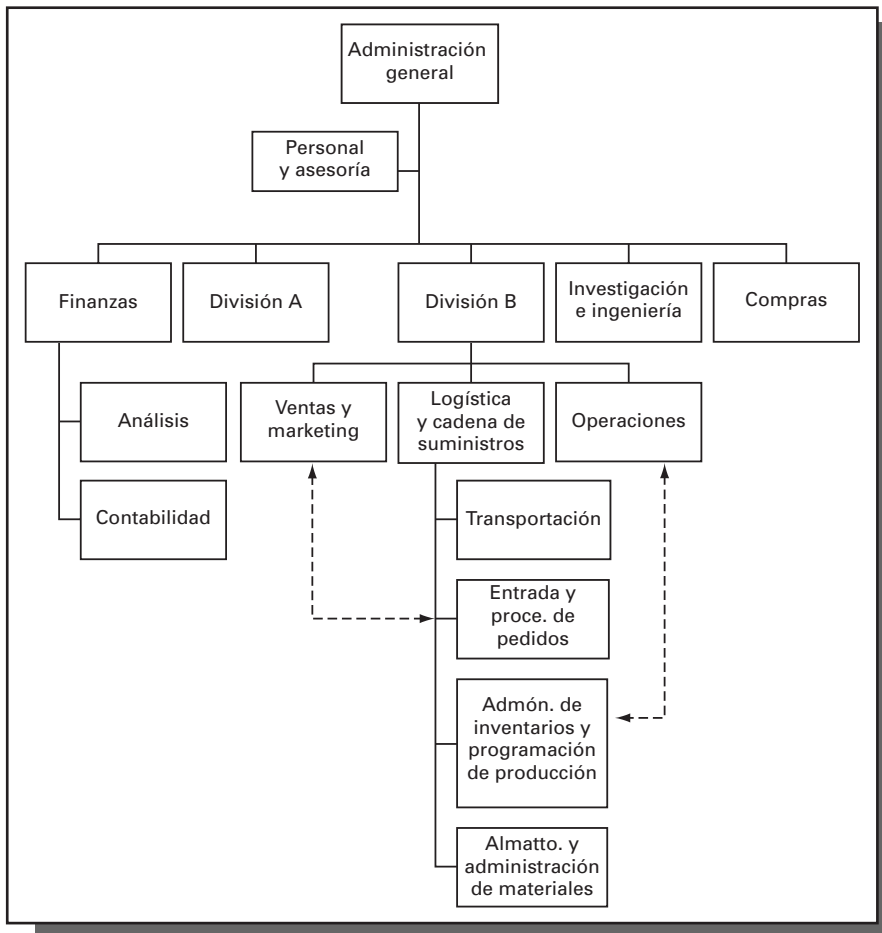 Administración
general
Personal
y asesoría
Finanzas
División A
División B
Investigación
e ingeniería
Compras
Análisis
Ventas y
marketing
Logística
y cadena de
suministros
Operaciones
Contabilidad
Transportación
Entrada y
proce. de
pedidos
Admón. de
inventarios y
programación
de producción
Almatto. y
administración
de materiales